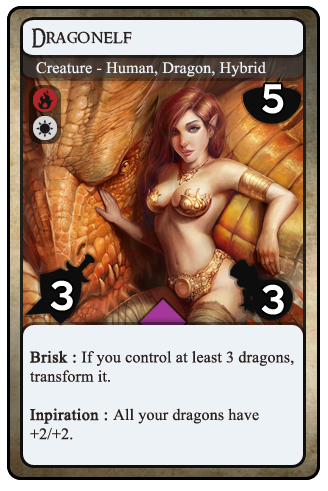 Dragonelf
Creature - Human, Dragon, Hybrid
5
3
3
Brisk : If you control at least 3 dragons,
transform it.
Inpiration : All your dragons have
+2/+2.